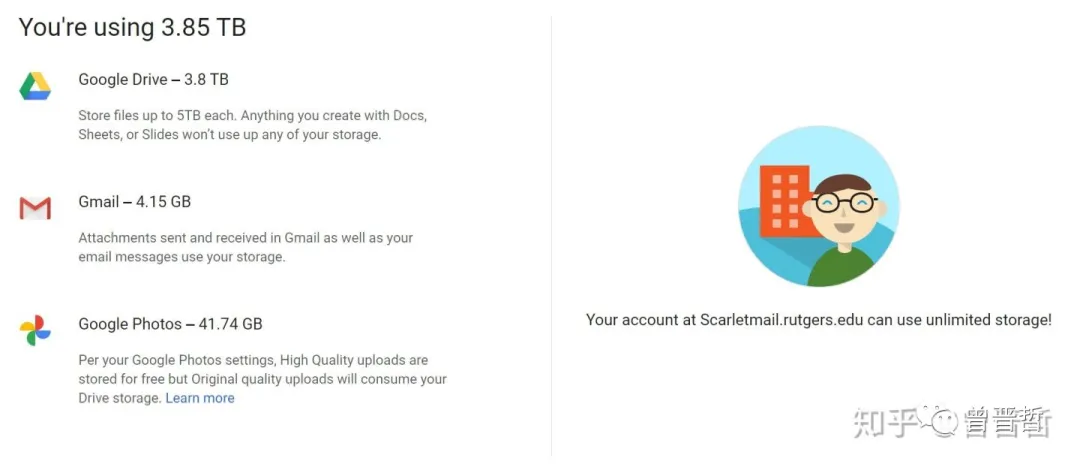 You're using 3.85 TB
Google Drive – 3.8 TB
Store files up to 5TB each. Anything you create with Docs,
Sheets, or Slides won't use up any of your storage.
Gmail – 4.15 GB
Attachments sent and received in Gmail as well as your
email messages use your storage.
Google Photos – 41.74 GB
Per your Google Photos settings, High Quality uploads are
stored for free but Original quality uploads will consume your
Drive storage. Learn more
Your account at Scarletmail.rutgers.edu can use unlimited storage!
知乎 @曾晋哲
曾晋哲